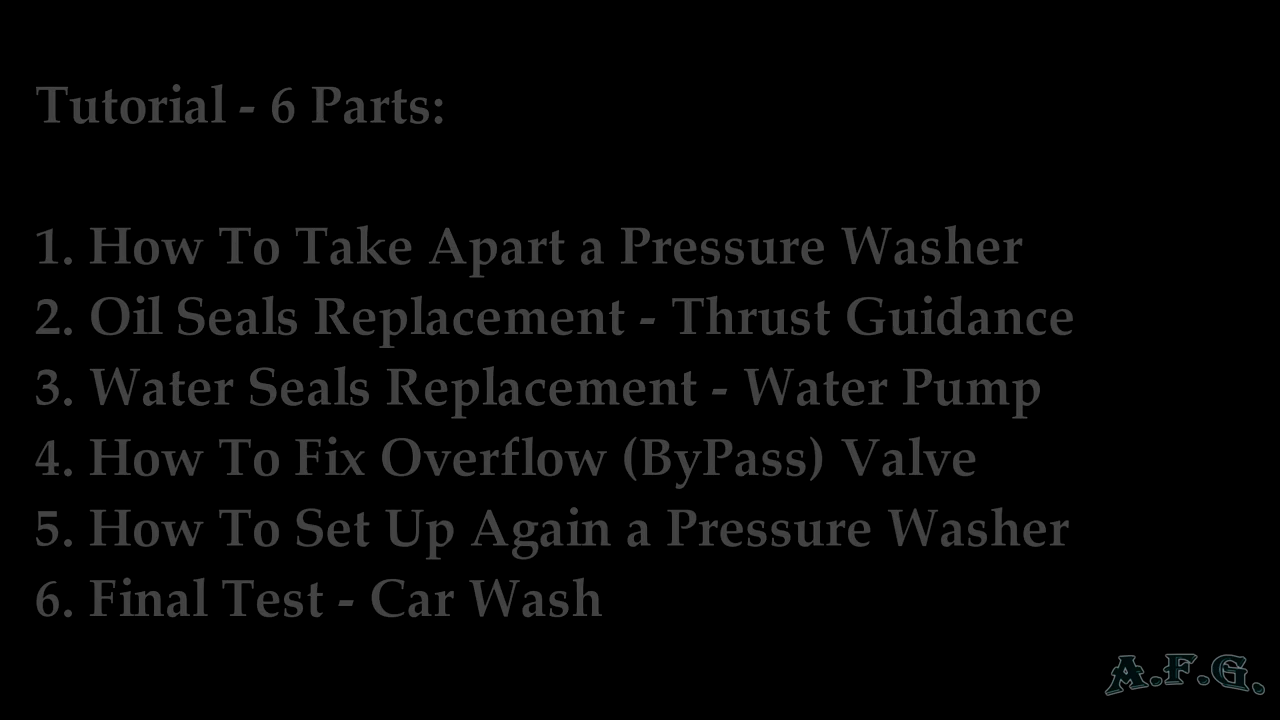 Tutorial - 6 Parts:
1. How To Take Apart a Pressure Washer
2. Oil Seals Replacement - Thrust Guidance
3. Water Seals Replacement - Water Pump
4. How To Fix Overflow (ByPass) Valve
5. How To Set Up Again a Pressure Washer
6. Final Test - Car Wash
A.F.G.